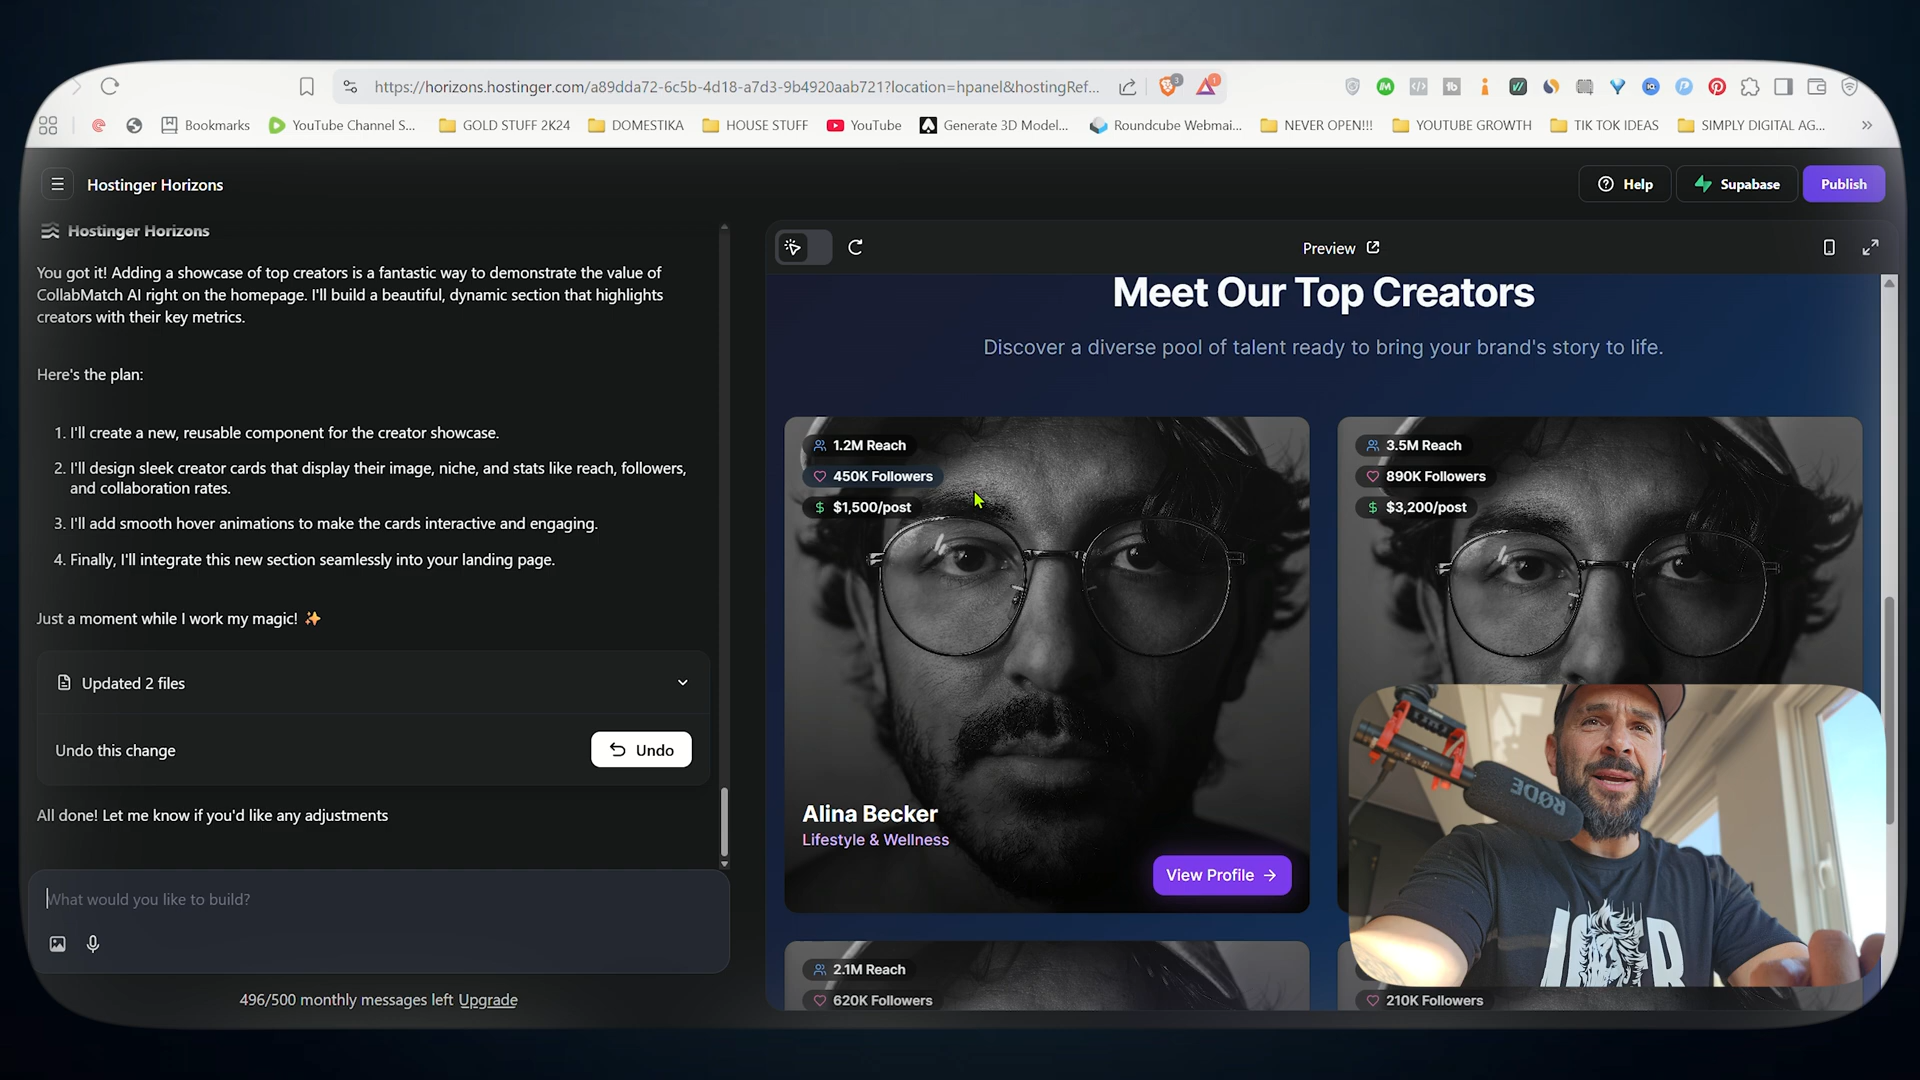 https://horizons.hostinger.com/a89dda72-6c5b-4d18-a7d3-9b4920aab721?location=hpanel&hostingRef...
3
1
Bookmarks
YouTube Channel S...
GOLD STUFF 2K24
DOMESTIKA
HOUSE STUFF
YouTube
Generate 3D Model...
Roundcube Webmai...
NEVER OPEN!!!
YOUTUBE GROWTH
TIK TOK IDEAS
SIMPLY DIGITAL AG...
Hostinger Horizons
Help
Supabase
Publish
Hostinger Horizons
You got it! Adding a showcase of top creators is a fantastic way to demonstrate the value of
CollabMatch AI right on the homepage. I'll build a beautiful, dynamic section that highlights
creators with their key metrics.
Here's the plan:
1. I'll create a new, reusable component for the creator showcase.
2. I'll design sleek creator cards that display their image, niche, and stats like reach, followers,
and collaboration rates.
3. I'll add smooth hover animations to make the cards interactive and engaging.
4. Finally, I'll integrate this new section seamlessly into your landing page.
Just a moment while I work my magic! ✨
Updated 2 files
Undo this change
Undo
All done! Let me know if you'd like any adjustments
What would you like to build?
496/500 monthly messages left Upgrade
Preview
Meet Our Top Creators
Discover a diverse pool of talent ready to bring your brand's story to life.
1.2M Reach
450K Followers
$ $1,500/post
Alina Becker
Lifestyle & Wellness
View Profile →
3.5M Reach
890K Followers
$ $3,200/post
2.1M Reach
620K Followers
210K Followers
RØDE